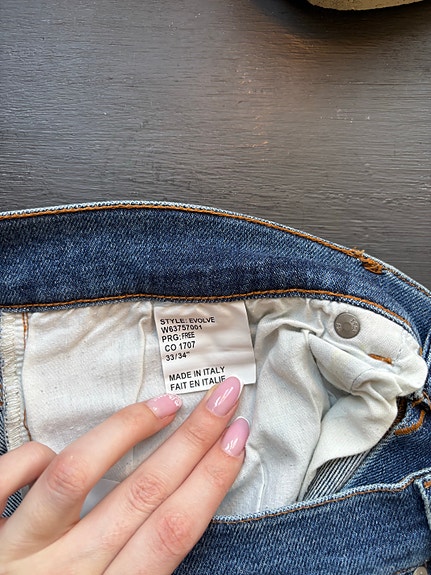 STYLE: EVOLVE
W63757001
PRG:FREE
CO 1707
33/34"
MADE IN ITALY
FAIT EN ITALIE